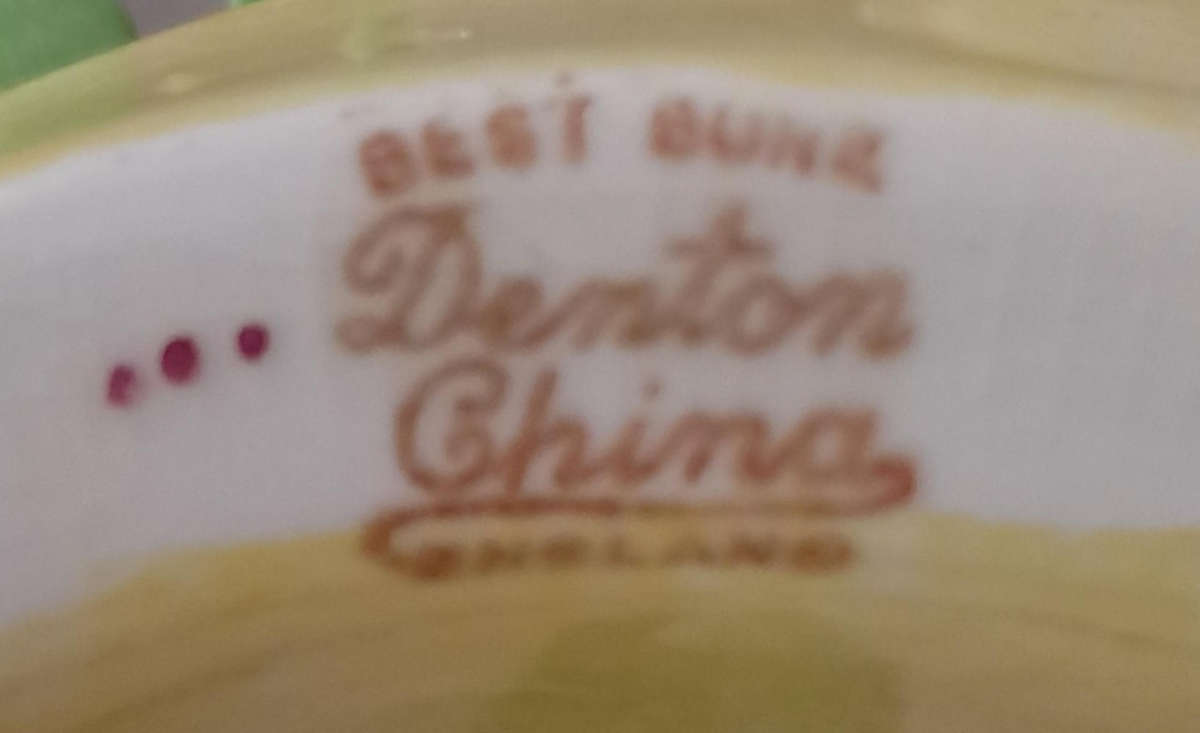 BEST BONE
Denton
China
ENGLAND